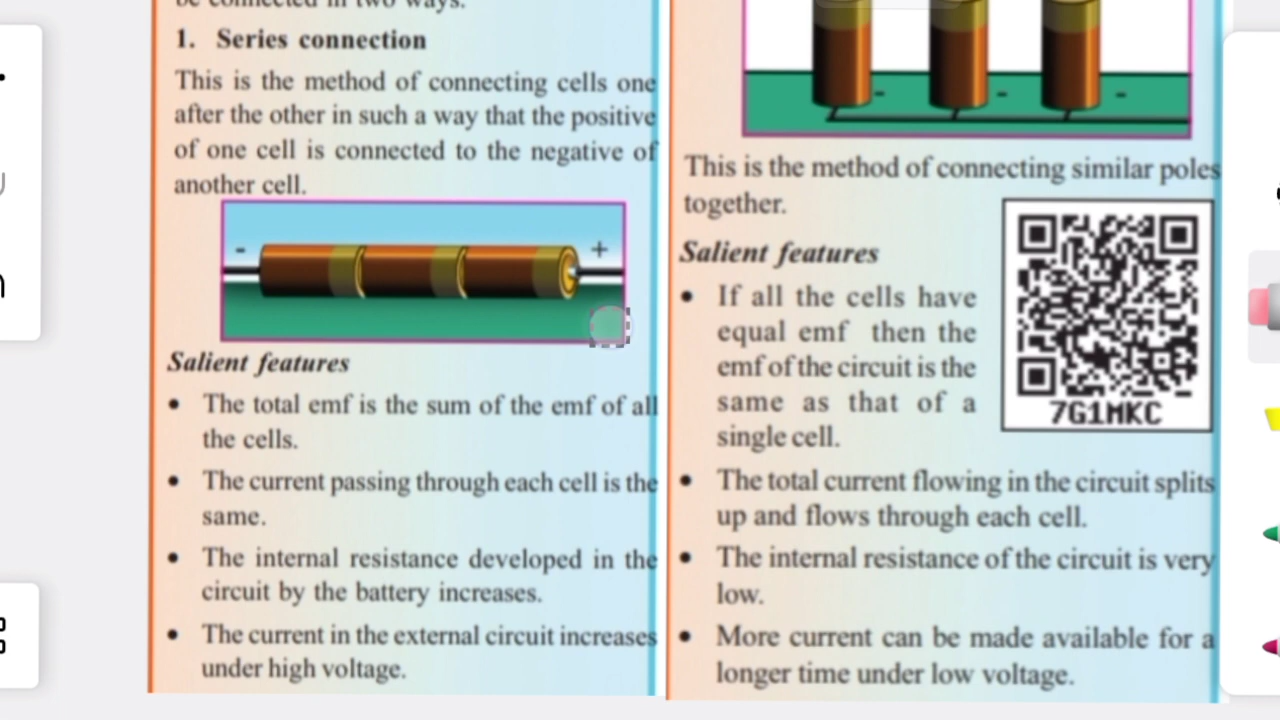 be connected in two ways.
1. Series connection
This is the method of connecting cells one
after the other in such a way that the positive
of one cell is connected to the negative of
another cell.
- +
Salient features
• The total emf is the sum of the emf of all
the cells.
• The current passing through each cell is the
same.
• The internal resistance developed in the
circuit by the battery increases.
• The current in the external circuit increases
under high voltage.
- - -
This is the method of connecting similar poles
together.
Salient features
• If all the cells have
equal emf then the
emf of the circuit is the
same as that of a
single cell.
7G1MKC
• The total current flowing in the circuit splits
up and flows through each cell.
• The internal resistance of the circuit is very
low.
• More current can be made available for a
longer time under low voltage.